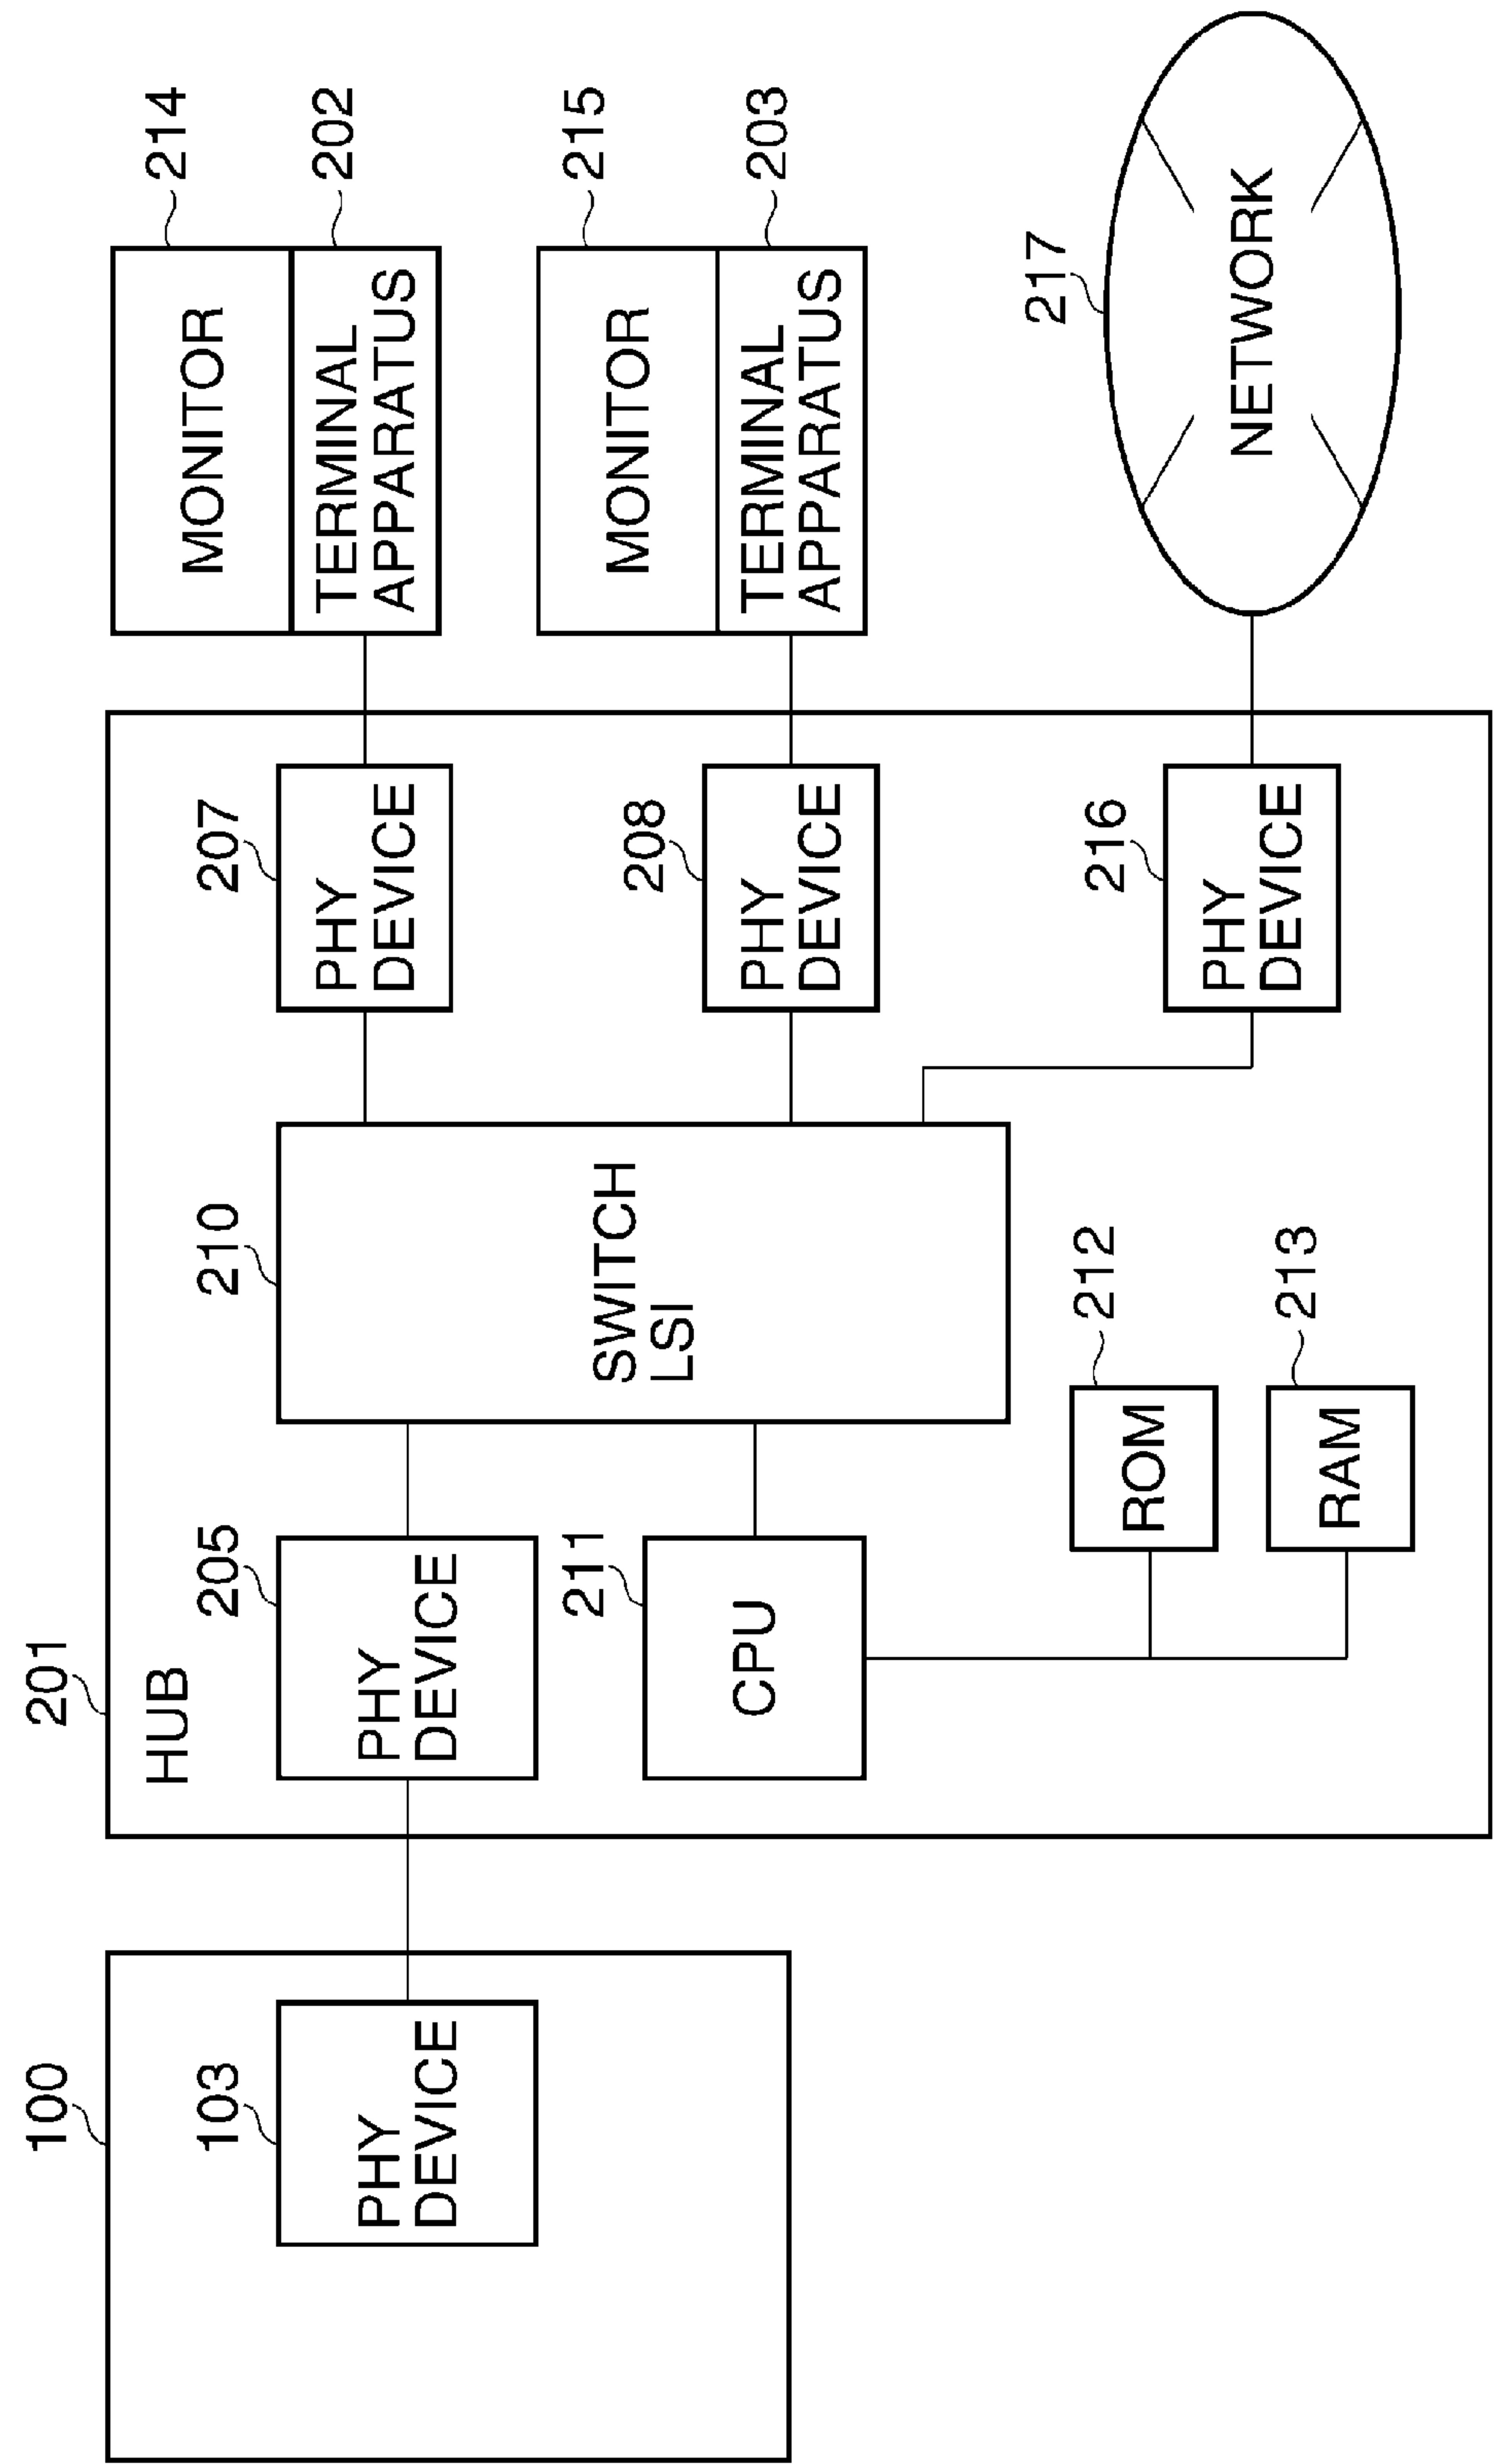 100
103
PHY
DEVICE
201
HUB
205
PHY
DEVICE
211
CPU
210
SWITCH
LSI
212
ROM
213
RAM
207
PHY
DEVICE
208
PHY
DEVICE
216
PHY
DEVICE
214
MONITOR
202
TERMINAL
APPARATUS
215
MONITOR
203
TERMINAL
APPARATUS
217
NETWORK